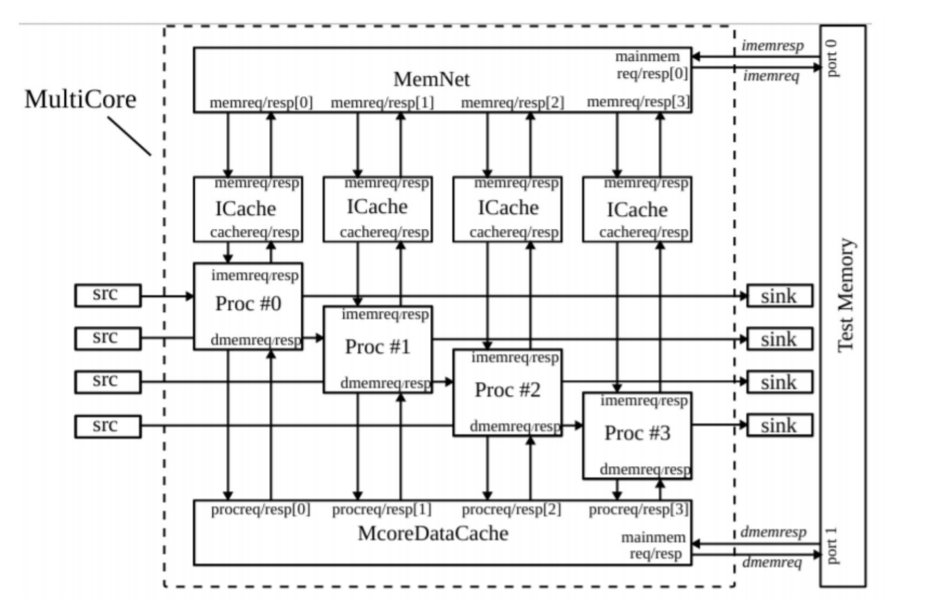 MultiCore
MemNet
mainmem
req/resp[0]
imemresp
imemreq
port 0
memreq/resp[0]
memreq/resp[1]
memreq/resp[2]
memreq/resp[3]
memreq/resp
memreq/resp
memreq/resp
memreq/resp
ICache
ICache
ICache
ICache
cachereq/resp
cachereq/resp
cachereq/resp
cachereq/resp
src
imemreq/resp
Proc #0
dmemreq/resp
sink
src
imemreq/resp
Proc #1
dmemreq/resp
sink
src
imemreq/resp
Proc #2
dmemreq/resp
sink
src
imemreq/resp
Proc #3
dmemreq/resp
sink
Test Memory
procreq/resp[0]
procreq/resp[1]
procreq/resp[2]
procreq/resp[3]
McoreDataCache
mainmem
req/resp
dmemresp
dmemreq
port 1